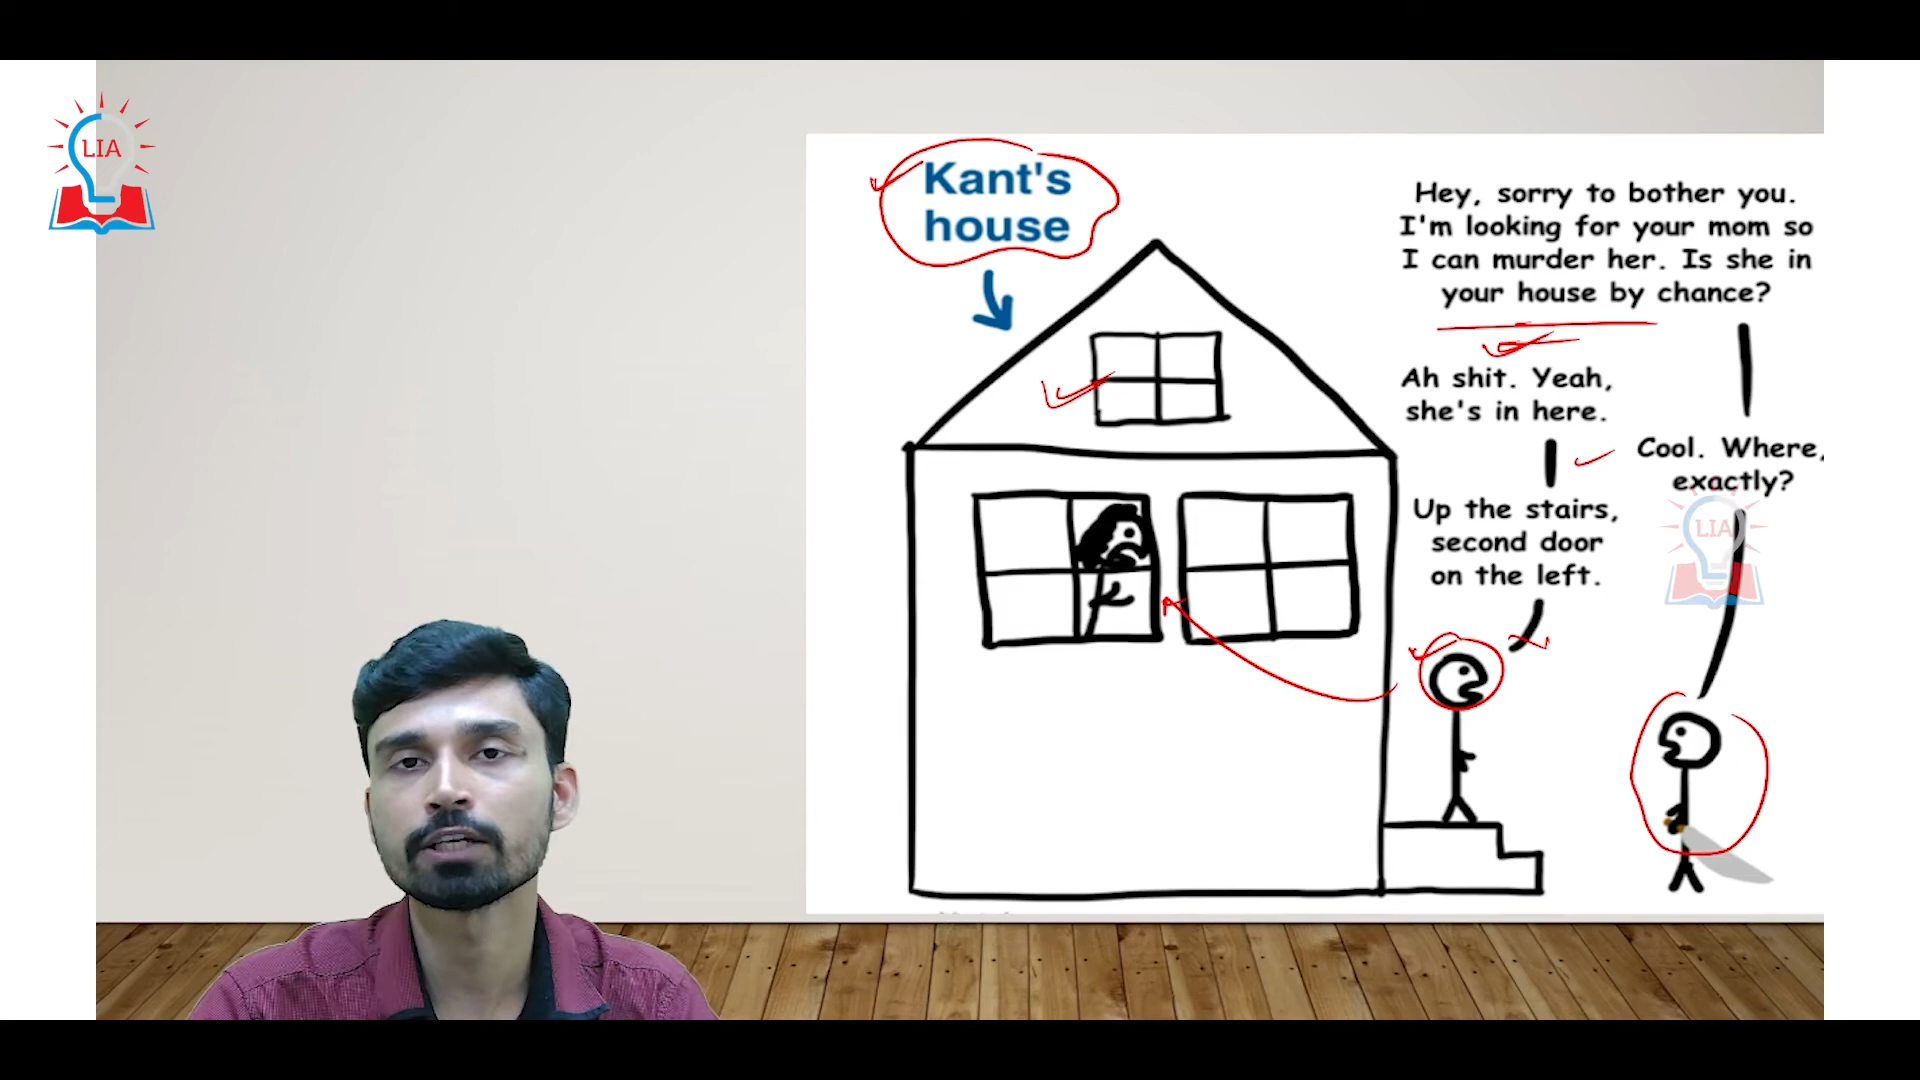 LIA
Kant's
house
Hey, sorry to bother you.
I'm looking for your mom so
I can murder her. Is she in
your house by chance?
Ah shit. Yeah,
she's in here.
Cool. Where,
exactly?
Up the stairs,
second door
on the left.
LIA